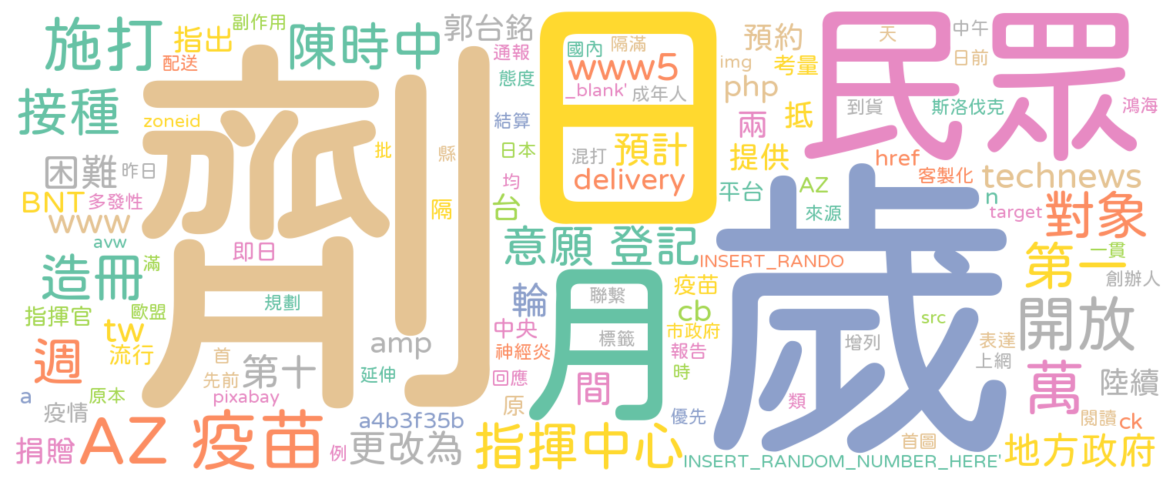 施打
指出
副作用
配送
陳時中
郭台銘
通報
態度
國內
隔滿
www5
_blank'
成年人
img
預約
考量
php
天
中午
日前
民眾
到貨
斯洛伐克
鴻海
接種
zoneid
劑
日
結算
批
縣
日本
混打
預計
兩
抵
提供
href
客製化
technews
困難
昨日
BNT
多發性
www
均
隔
台
delivery
平台
AZ
來源
n
target
對象
avw
即日
意願 登記
INSERT_RANDO
歲
第一
一貫
創辦人
造冊
滿
規劃
歐盟
指揮官
tw
流行
輪
月
聯繫
標籤
疫苗
cb
市政府
src
開放
中央
神經炎
報告
時
增列
表達
上網
amp
週
首
先前
第十
延伸
回應
間
萬
陸續
a
原本
pixabay
疫情
a4b3f35b
原
優先
類
閱讀
ck
捐贈
AZ 疫苗
例
更改為
指揮中心
INSERT_RANDOM_NUMBER_HERE'
首圖
地方政府